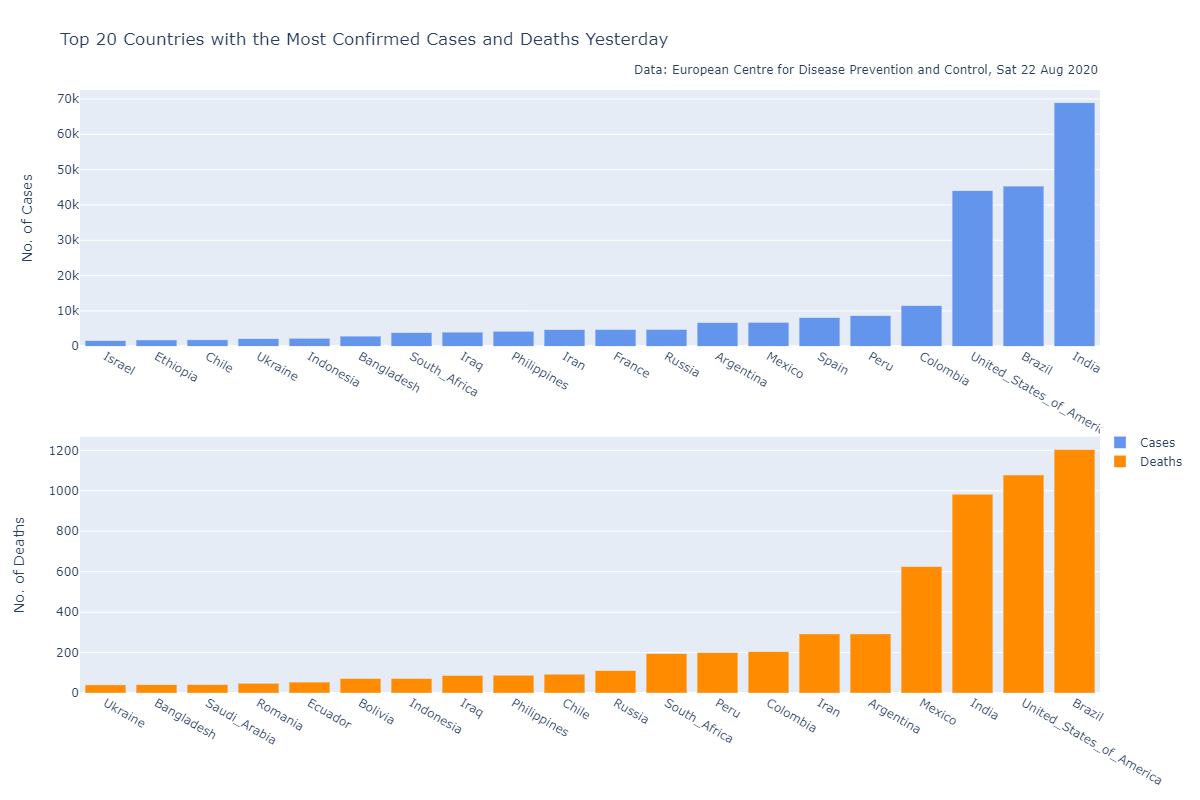 Top 20 Countries with the Most Confirmed Cases and Deaths Yesterday
Data: European Centre for Disease Prevention and Control, Sat 22 Aug 2020
No. of Cases
70k
60k
50k
40k
30k
20k
10k
0
Israel
Ethiopia
Chile
Ukraine
Indonesia
Bangladesh
South_Africa
Iraq
Philippines
Iran
France
Russia
Argentina
Mexico
Spain
Peru
Colombia
United_States_of_Americ
Brazil
India
Cases
Deaths
No. of Deaths
1200
1000
800
600
400
200
0
Ukraine
Bangladesh
Saudi_Arabia
Romania
Ecuador
Bolivia
Indonesia
Iraq
Philippines
Chile
Russia
South_Africa
Peru
Colombia
Iran
Argentina
Mexico
India
United_States_of_America
Brazil